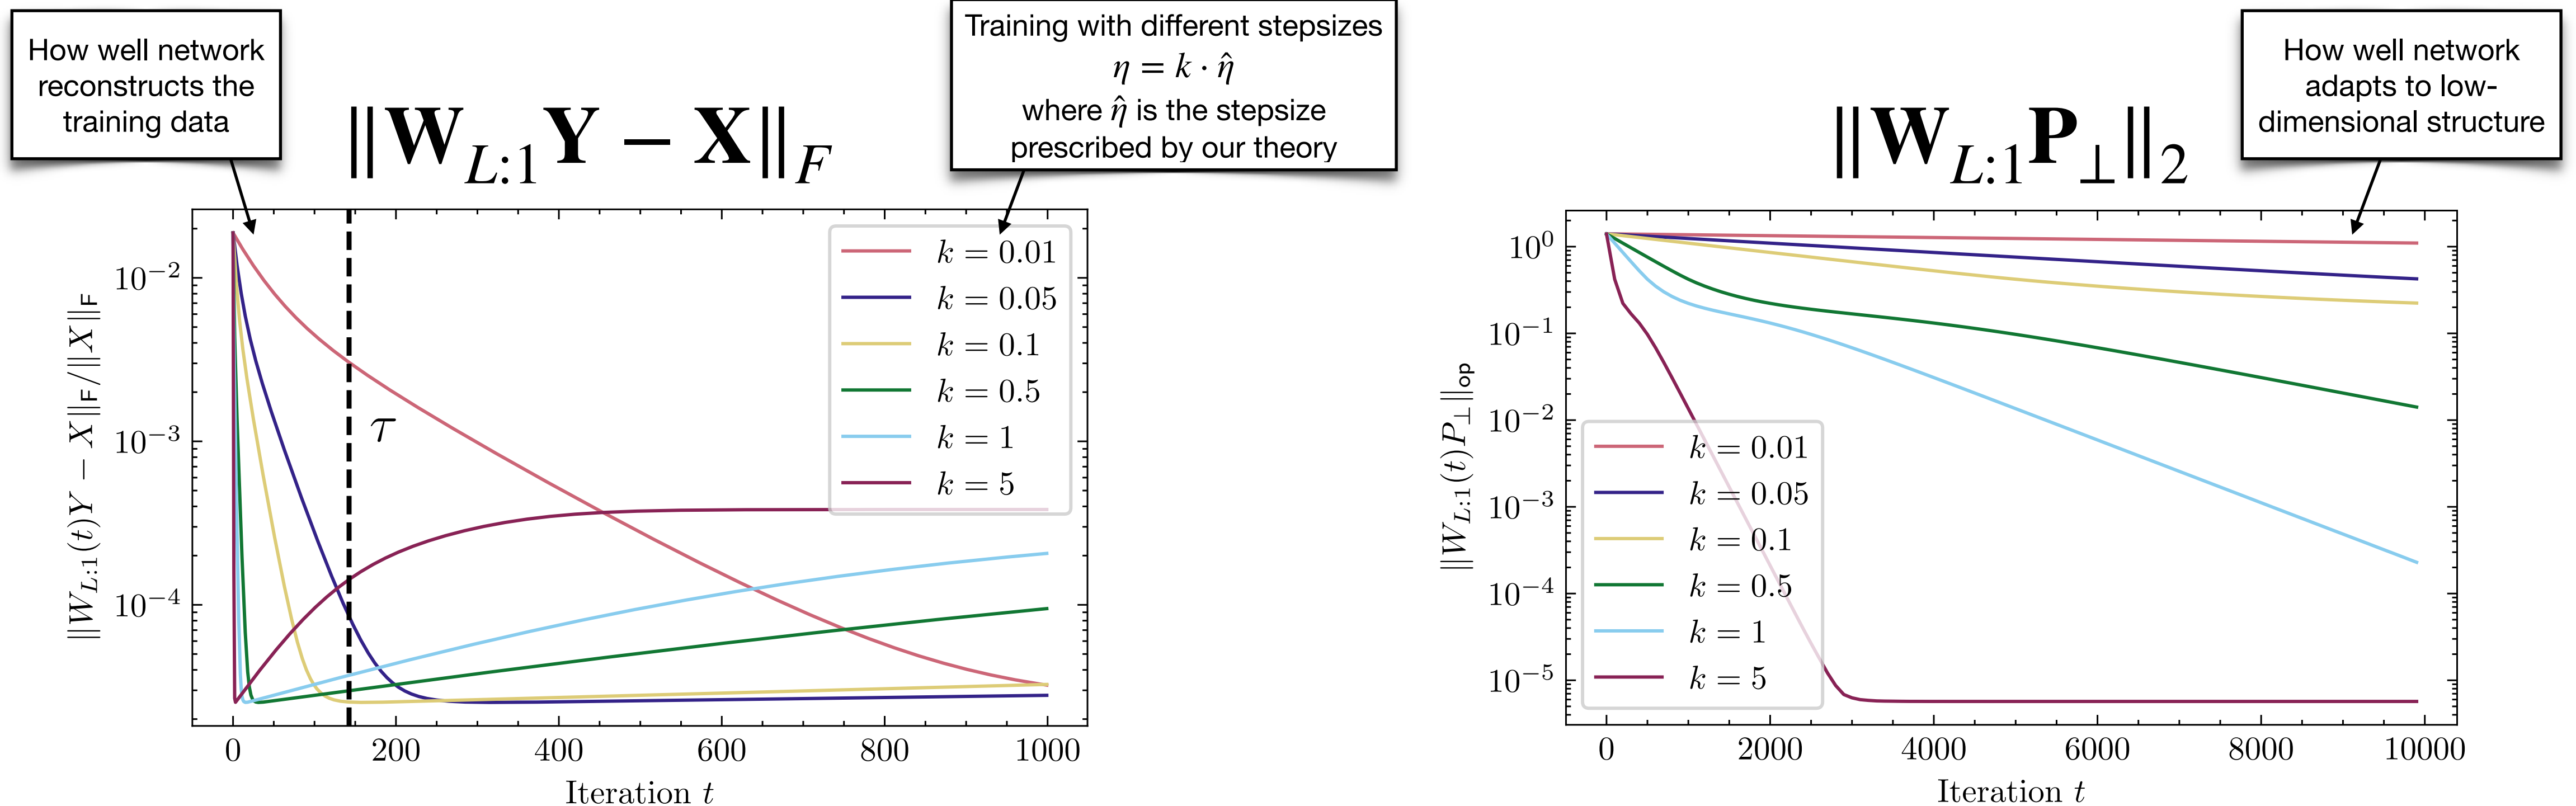 How well network
reconstructs the
training data
Training with different stepsizes
η = k · η̂
where η̂ is the stepsize
prescribed by our theory
How well network
adapts to low-
dimensional structure
‖W_{L:1}Y − X‖_F
‖W_{L:1}P_⊥‖_2
‖W_{L:1}(t)Y − X‖_F/‖X‖_F
10^{-2}
10^{-3}
10^{-4}
τ
k = 0.01
k = 0.05
k = 0.1
k = 0.5
k = 1
k = 5
0 200 400 600 800 1000
Iteration t
‖W_{L:1}(t)P_⊥‖_op
10^0
10^{-1}
10^{-2}
10^{-3}
10^{-4}
10^{-5}
k = 0.01
k = 0.05
k = 0.1
k = 0.5
k = 1
k = 5
0 2000 4000 6000 8000 10000
Iteration t